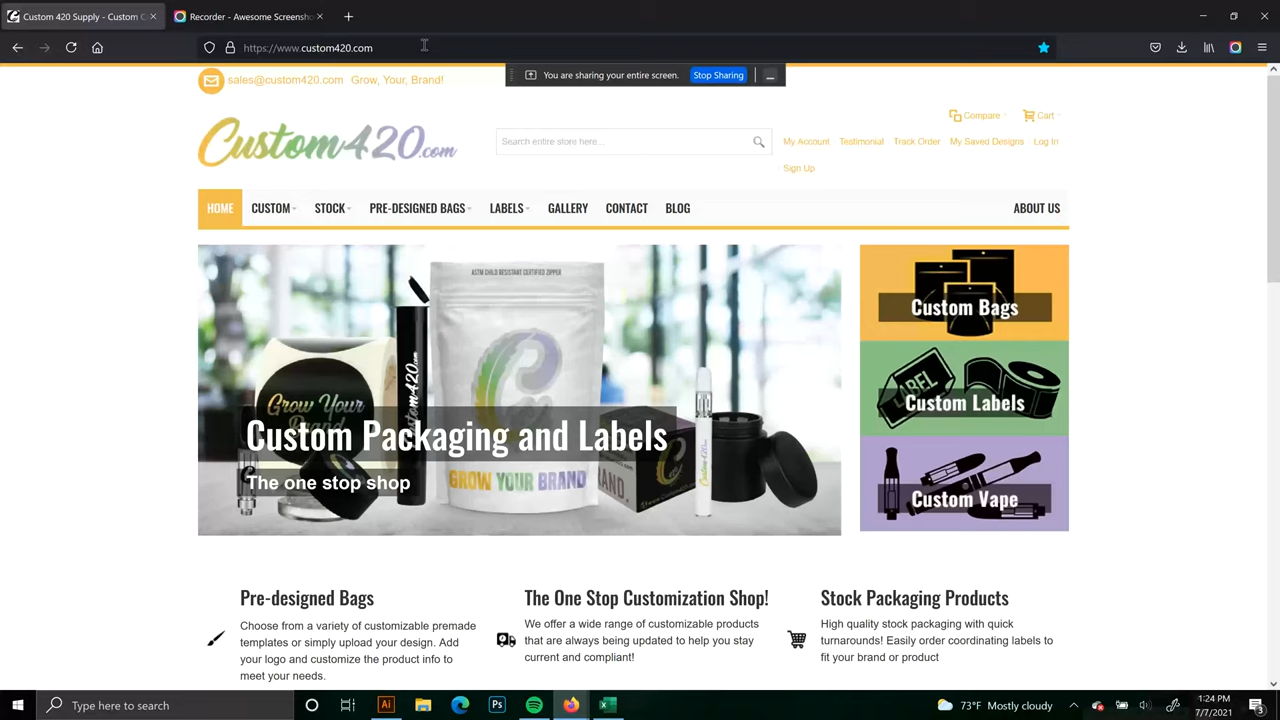 Custom 420 Supply - Custom C
Recorder - Awesome Screensho
https://www.custom420.com
You are sharing your entire screen.
Stop Sharing
sales@custom420.com Grow, Your, Brand!
Compare
Cart
Custom420.com
Search entire store here...
My Account
Testimonial
Track Order
My Saved Designs
Log In
Sign Up
HOME
CUSTOM
STOCK
PRE-DESIGNED BAGS
LABELS
GALLERY
CONTACT
BLOG
ABOUT US
ASTM CHILD RESISTANT CERTIFIED ZIPPER
Grow Your
Custom420.com
Custom Packaging and Labels
The one stop shop
GROW YOUR BRAND
Custom420.com
Custom Bags
LABEL
Custom Labels
Custom Vape
Pre-designed Bags
Choose from a variety of customizable premade
templates or simply upload your design. Add
your logo and customize the product info to
meet your needs.
The One Stop Customization Shop!
We offer a wide range of customizable products
that are always being updated to help you stay
current and compliant!
Stock Packaging Products
High quality stock packaging with quick
turnarounds! Easily order coordinating labels to
fit your brand or product
Type here to search
Ai
Ps
73°F Mostly cloudy
1:24 PM
7/7/2021
3